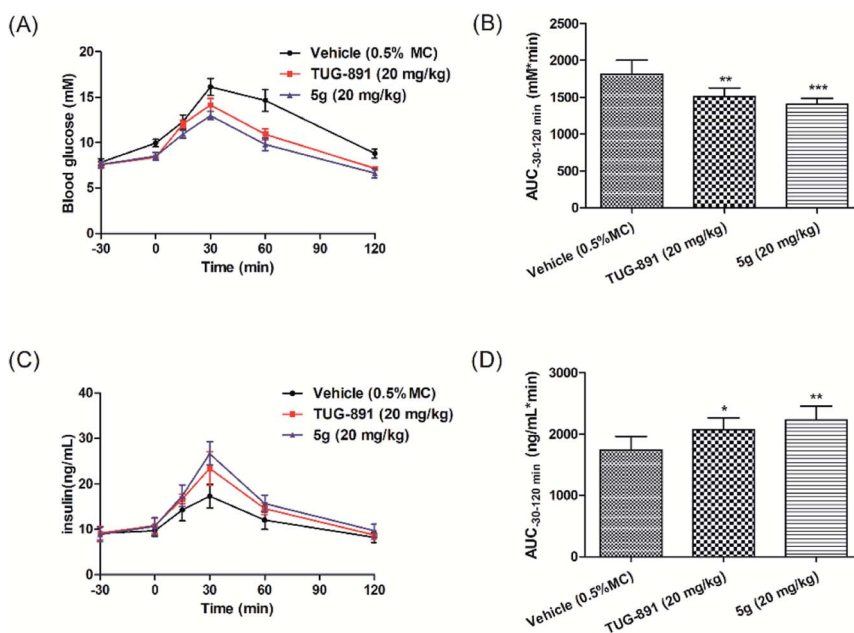 (A)
Vehicle (0.5% MC)
TUG-891 (20 mg/kg)
5g (20 mg/kg)
Blood glucose (mM)
20
15
10
5
0
-30 0 30 60 90 120
Time (min)
(B)
AUC-30-120 min (mM*min)
2500
2000
1500
1000
500
0
**
***
Vehicle (0.5%MC)
TUG-891 (20 mg/kg)
5g (20 mg/kg)
(C)
Vehicle (0.5%MC)
TUG-891 (20 mg/kg)
5g (20 mg/kg)
insulin(ng/mL)
40
30
20
10
0
-30 0 30 60 90 120
Time (min)
(D)
AUC-30-120 min (ng/mL*min)
3000
2000
1000
0
*
**
Vehicle (0.5%MC)
TUG-891 (20 mg/kg)
5g (20 mg/kg)